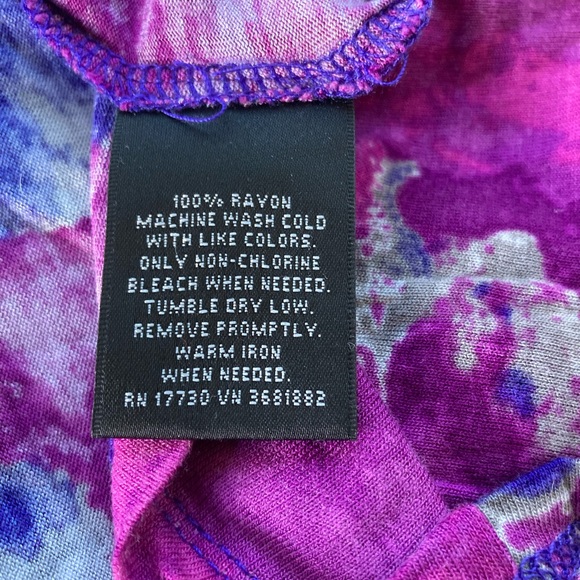 100% RAYON
MACHINE WASH COLD
WITH LIKE COLORS.
ONLY NON-CHLORINE
BLEACH WHEN NEEDED.
TUMBLE DRY LOW.
REMOVE PROMPTLY.
WARM IRON
WHEN NEEDED.
RN 17730 VN 3681882